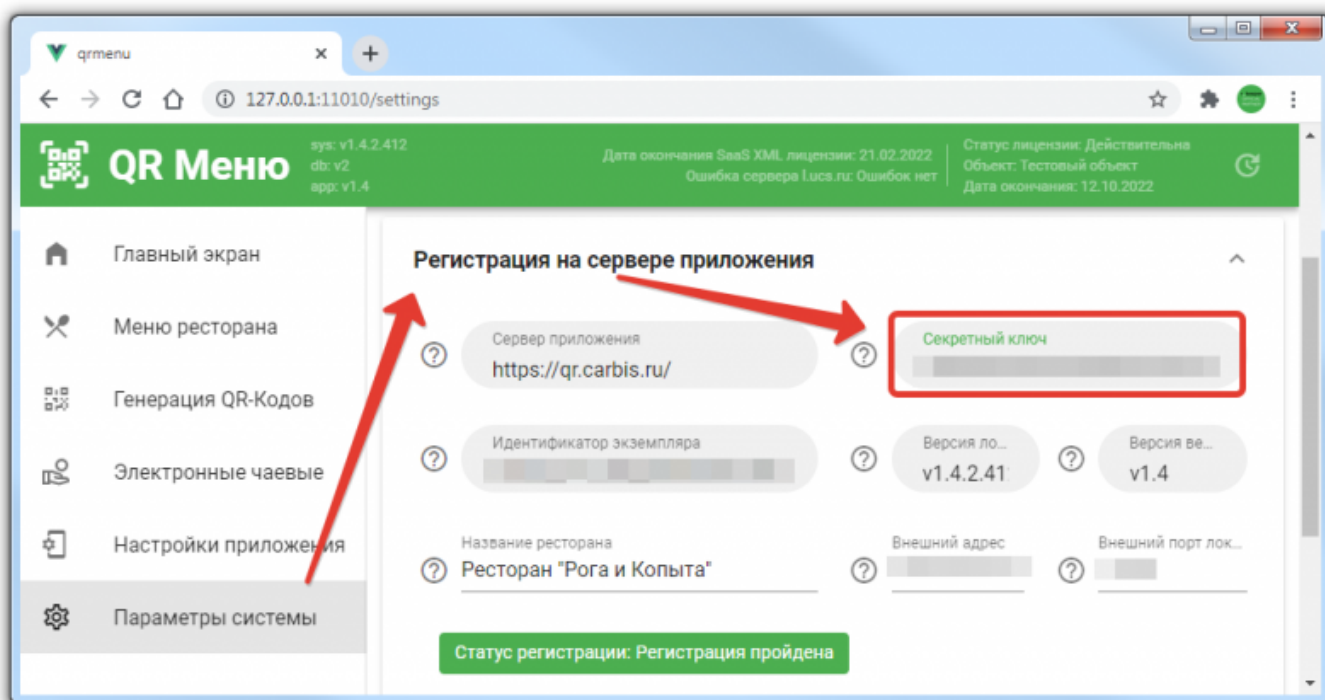 qrmenu
127.0.0.1:11010/settings
QR Меню
sys: v1.4.2.412
db: v2
app: v1.4
Дата окончания SaaS XML лицензии: 21.02.2022
Ошибка сервера l.ucs.ru: Ошибок нет
Статус лицензии: Действительна
Объект: Тестовый объект
Дата окончания: 12.10.2022
Главный экран
Меню ресторана
Генерация QR-Кодов
Электронные чаевые
Настройки приложения
Параметры системы
Регистрация на сервере приложения
Сервер приложения
https://qr.carbis.ru/
Секретный ключ
Идентификатор экземпляра
Версия ло...
v1.4.2.41
Версия ве...
v1.4
Название ресторана
Ресторан "Рога и Копыта"
Внешний адрес
Внешний порт лок...
Статус регистрации: Регистрация пройдена